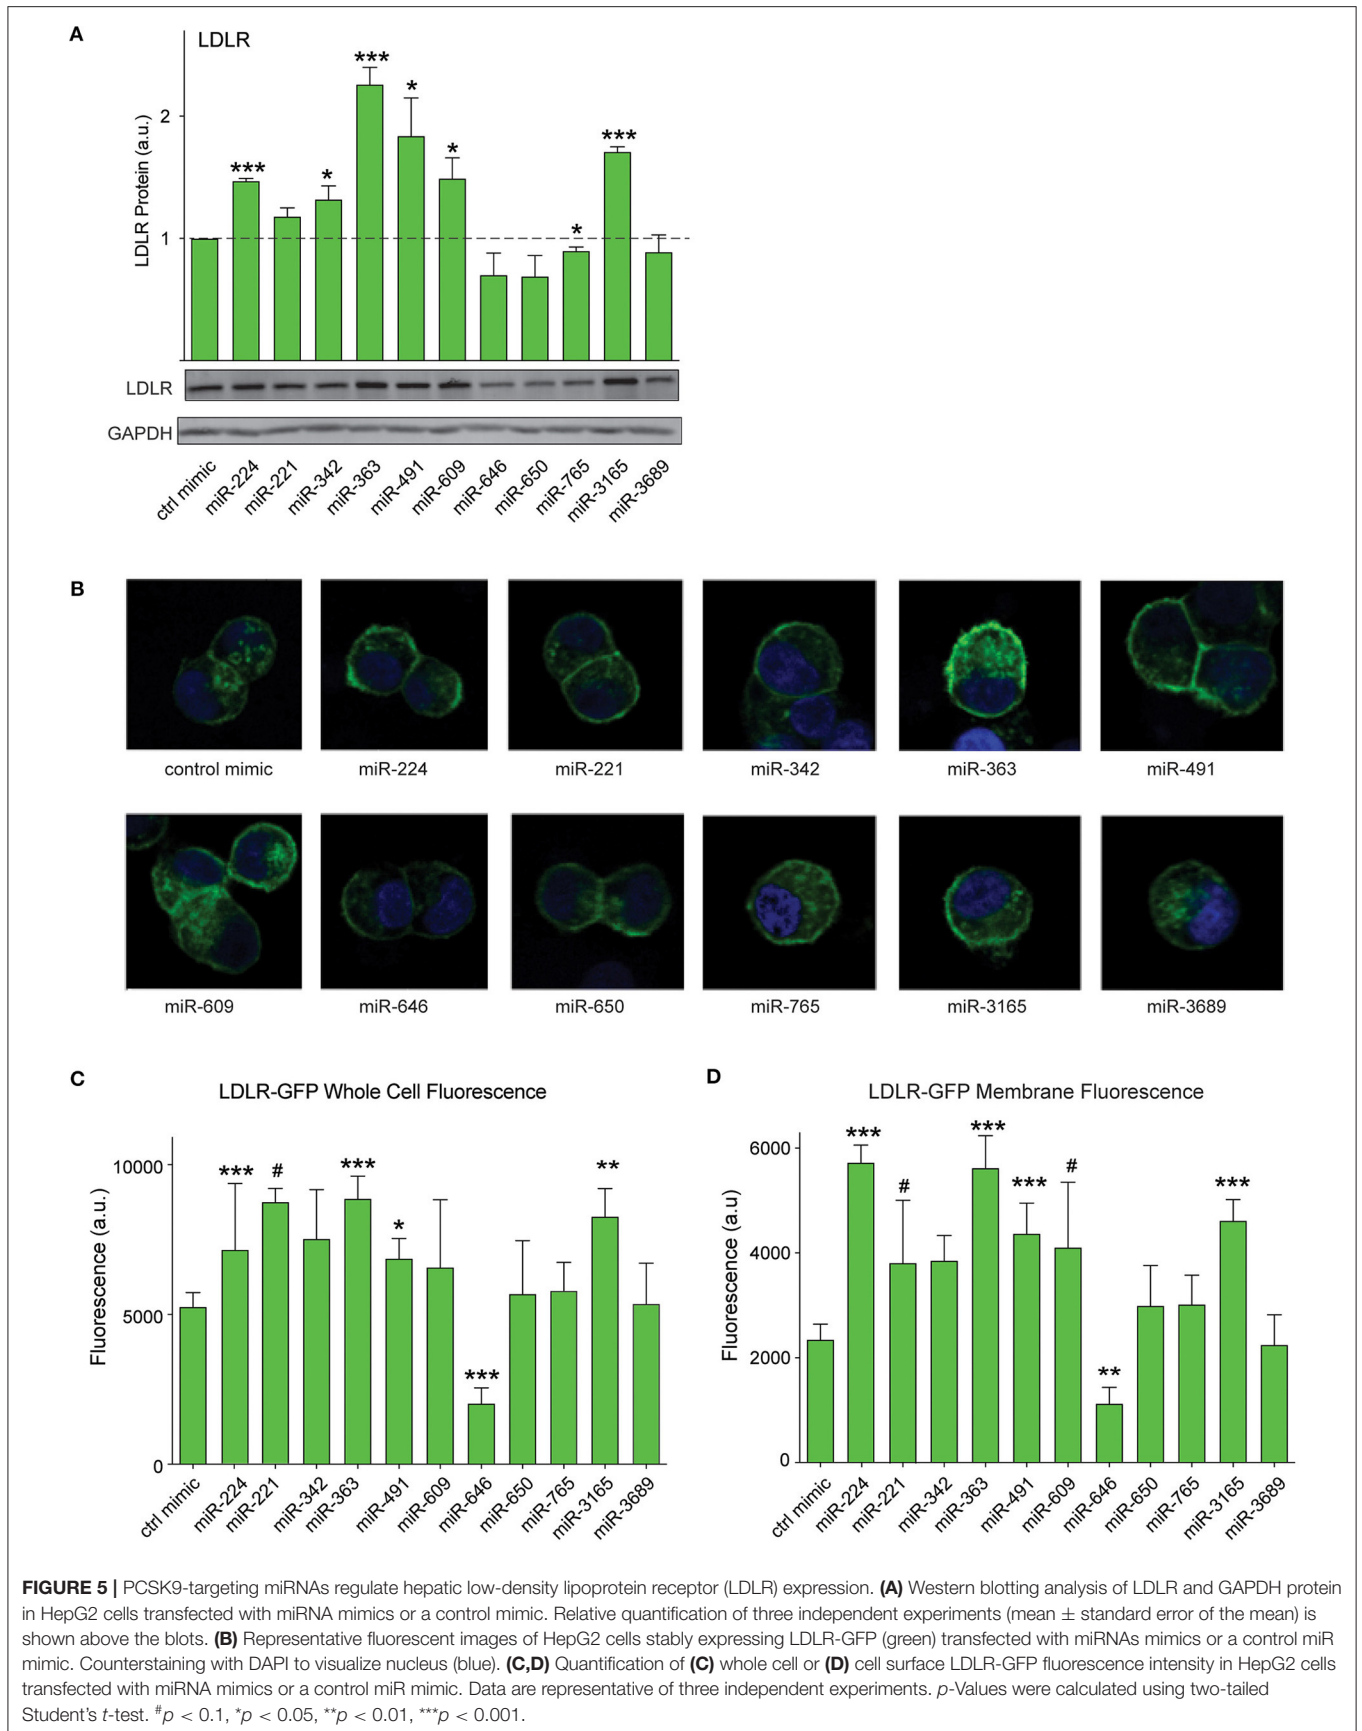 A
LDLR
***
*
***
*
*
***
*
2
1
LDLR Protein (a.u.)
LDLR
GAPDH
ctrl mimic
miR-224
miR-221
miR-342
miR-363
miR-491
miR-609
miR-646
miR-650
miR-765
miR-3165
miR-3689
B
control mimic
miR-224
miR-221
miR-342
miR-363
miR-491
miR-609
miR-646
miR-650
miR-765
miR-3165
miR-3689
C
LDLR-GFP Whole Cell Fluorescence
10000
5000
0
Fluorescence (a.u.)
***
#
***
*
***
**
ctrl mimic
miR-224
miR-221
miR-342
miR-363
miR-491
miR-609
miR-646
miR-650
miR-765
miR-3165
miR-3689
D
LDLR-GFP Membrane Fluorescence
6000
4000
2000
0
Fluorescence (a.u)
***
#
***
***
#
**
***
ctrl mimic
miR-224
miR-221
miR-342
miR-363
miR-491
miR-609
miR-646
miR-650
miR-765
miR-3165
miR-3689
FIGURE 5 | PCSK9-targeting miRNAs regulate hepatic low-density lipoprotein receptor (LDLR) expression. (A) Western blotting analysis of LDLR and GAPDH protein
in HepG2 cells transfected with miRNA mimics or a control mimic. Relative quantification of three independent experiments (mean ± standard error of the mean) is
shown above the blots. (B) Representative fluorescent images of HepG2 cells stably expressing LDLR-GFP (green) transfected with miRNAs mimics or a control miR
mimic. Counterstaining with DAPI to visualize nucleus (blue). (C,D) Quantification of (C) whole cell or (D) cell surface LDLR-GFP fluorescence intensity in HepG2 cells
transfected with miRNA mimics or a control miR mimic. Data are representative of three independent experiments. p-Values were calculated using two-tailed
Student's t-test. #p < 0.1, *p < 0.05, **p < 0.01, ***p < 0.001.